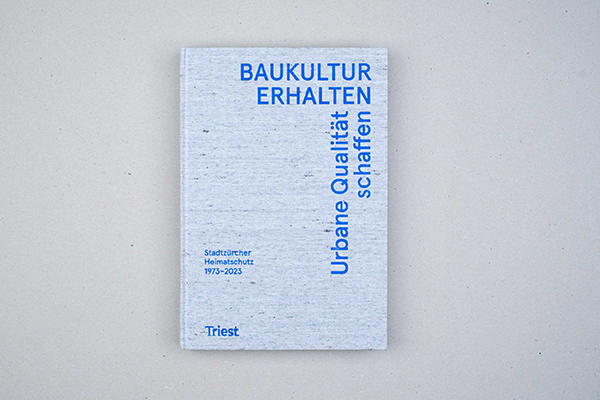 BAUKULTUR
ERHALTEN
Urbane Qualität
schaffen
Stadtzürcher
Heimatschutz
1973–2023
Triest